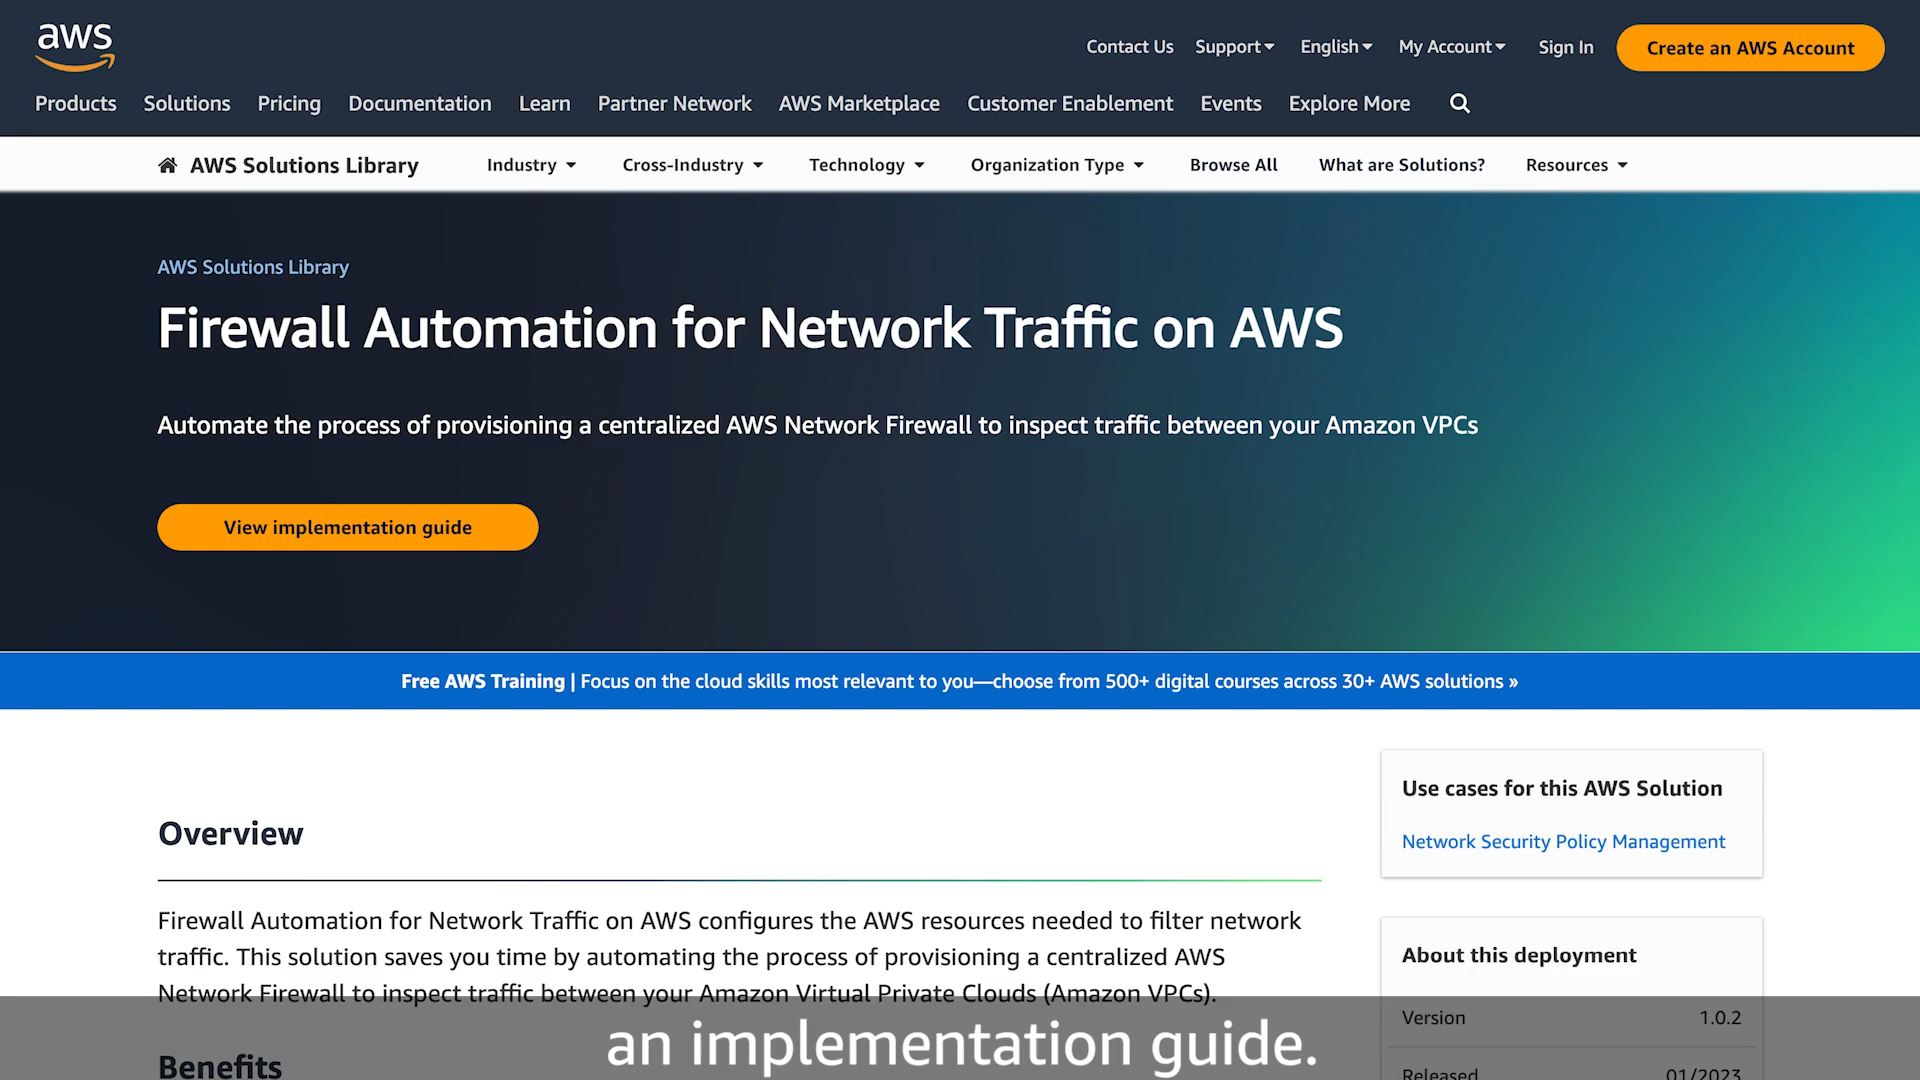 aws
Contact Us Support English My Account Sign In Create an AWS Account
Products Solutions Pricing Documentation Learn Partner Network AWS Marketplace Customer Enablement Events Explore More
AWS Solutions Library Industry Cross-Industry Technology Organization Type Browse All What are Solutions? Resources
AWS Solutions Library
Firewall Automation for Network Traffic on AWS
Automate the process of provisioning a centralized AWS Network Firewall to inspect traffic between your Amazon VPCs
View implementation guide
Free AWS Training | Focus on the cloud skills most relevant to you—choose from 500+ digital courses across 30+ AWS solutions »
Overview
Firewall Automation for Network Traffic on AWS configures the AWS resources needed to filter network
traffic. This solution saves you time by automating the process of provisioning a centralized AWS
Network Firewall to inspect traffic between your Amazon Virtual Private Clouds (Amazon VPCs).
Benefits
Use cases for this AWS Solution
Network Security Policy Management
About this deployment
Version 1.0.2
Released 01/2023
an implementation guide.